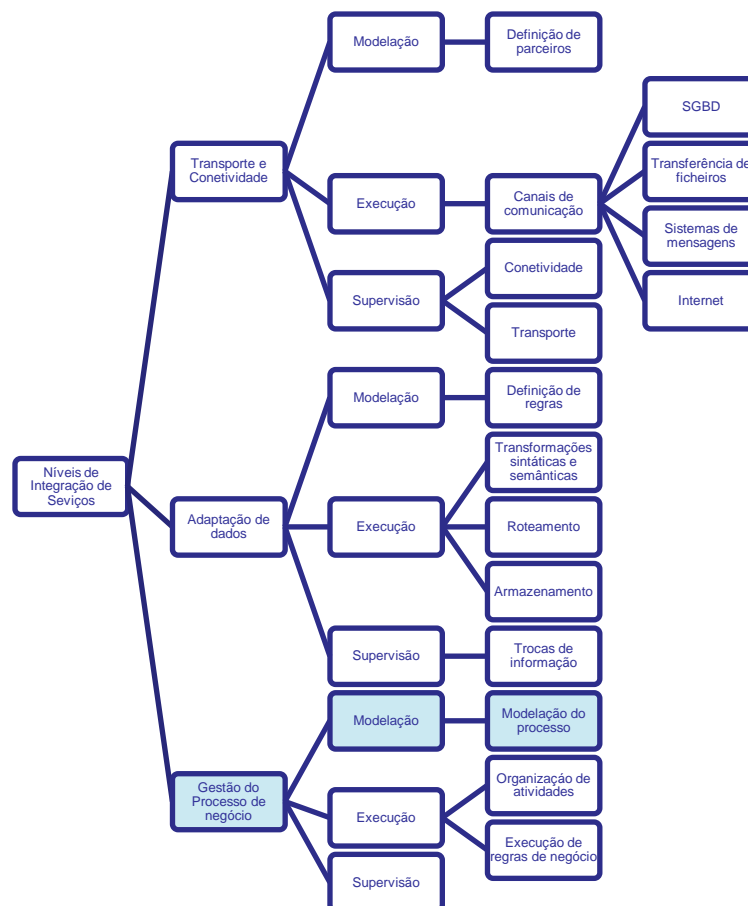 Modelação
Definição de
parceiros
SGBD
Transporte e
Conetividade
Transferência de
ficheiros
Execução
Canais de
comunicação
Sistemas de
mensagens
Conetividade
Supervisão
Internet
Transporte
Modelação
Definição de
regras
Transformações
sintáticas e
semânticas
Níveis de
Integração de
Seviços
Adaptação de
dados
Execução
Roteamento
Armazenamento
Supervisão
Trocas de
informação
Modelação
Modelação do
processo
Gestão do
Processo de
negócio
Organizaçáo de
atividades
Execução
Execução de
regras de negócio
Supervisão